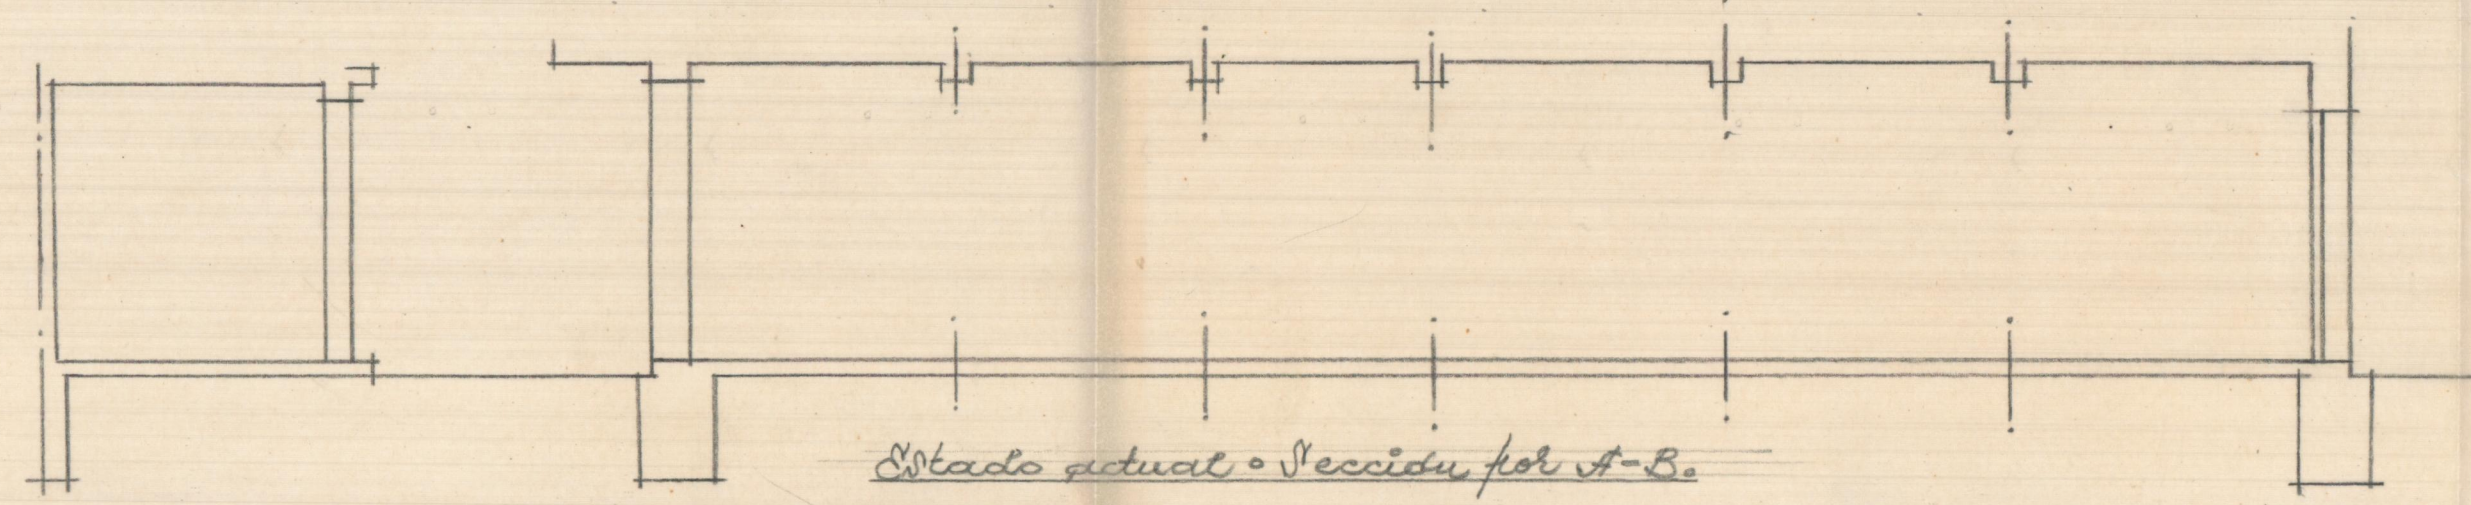 Estado actual • Sección por A-B.